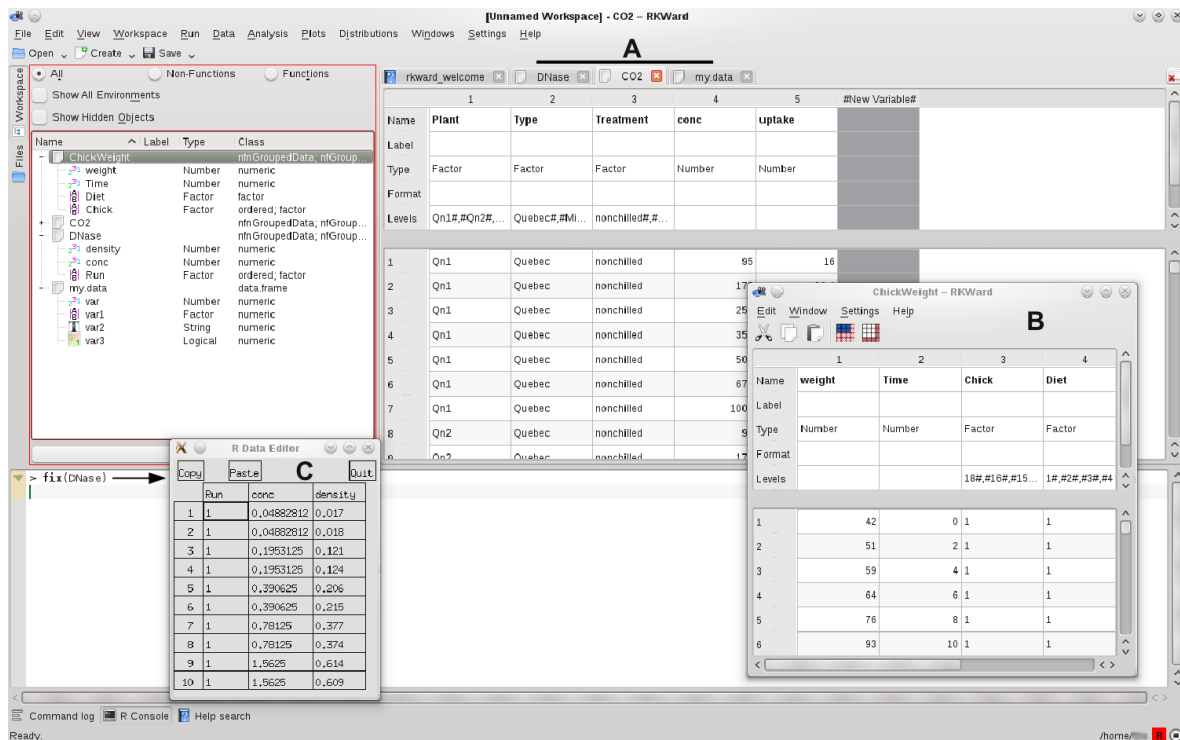 [Unnamed Workspace] - CO2 – RKWard
File Edit View Workspace Run Data Analysis Plots Distributions Windows Settings Help
Open Create Save
A
Workspace
Files
All Non-Functions Functions
Show All Environments
Show Hidden Objects
Name Label Type Class
ChickWeight nfnGroupedData; nfGroup...
weight Number numeric
Time Number numeric
Diet Factor factor
Chick Factor ordered; factor
CO2 nfnGroupedData; nfGroup...
DNase nfnGroupedData; nfGroup...
density Number numeric
conc Number numeric
Run Factor ordered; factor
my.data data.frame
var Number numeric
var1 Factor numeric
var2 String numeric
var3 Logical numeric
rkward_welcome DNase CO2 my.data
1 2 3 4 5 #New Variable#
Name Plant Type Treatment conc uptake
Label
Type Factor Factor Factor Number Number
Format
Levels Qn1#,#Qn2#,... Quebec#,#Mi... nonchilled#,#...
1 Qn1 Quebec nonchilled 95 16
2 Qn1 Quebec nonchilled
3 Qn1 Quebec nonchilled
4 Qn1 Quebec nonchilled
5 Qn1 Quebec nonchilled
6 Qn1 Quebec nonchilled
7 Qn1 Quebec nonchilled
8 Qn2 Quebec nonchilled
ChickWeight – RKWard
Edit Window Settings Help
B
1 2 3 4
Name weight Time Chick Diet
Label
Type Number Number Factor Factor
Format
Levels 18#,#16#,#15... 1#,#2#,#3#,#4
1 42 0 1 1
2 51 2 1 1
3 59 4 1 1
4 64 6 1 1
5 76 8 1 1
6 93 10 1 1
> fix(DNase)
R Data Editor
Copy Paste C Quit
Run conc density
1 1 0.04882812 0.017
2 1 0.04882812 0.018
3 1 0.1953125 0.121
4 1 0.1953125 0.124
5 1 0.390625 0.206
6 1 0.390625 0.215
7 1 0.78125 0.377
8 1 0.78125 0.374
9 1 1.5625 0.614
10 1 1.5625 0.609
Command log R Console Help search
Ready. /home/ R